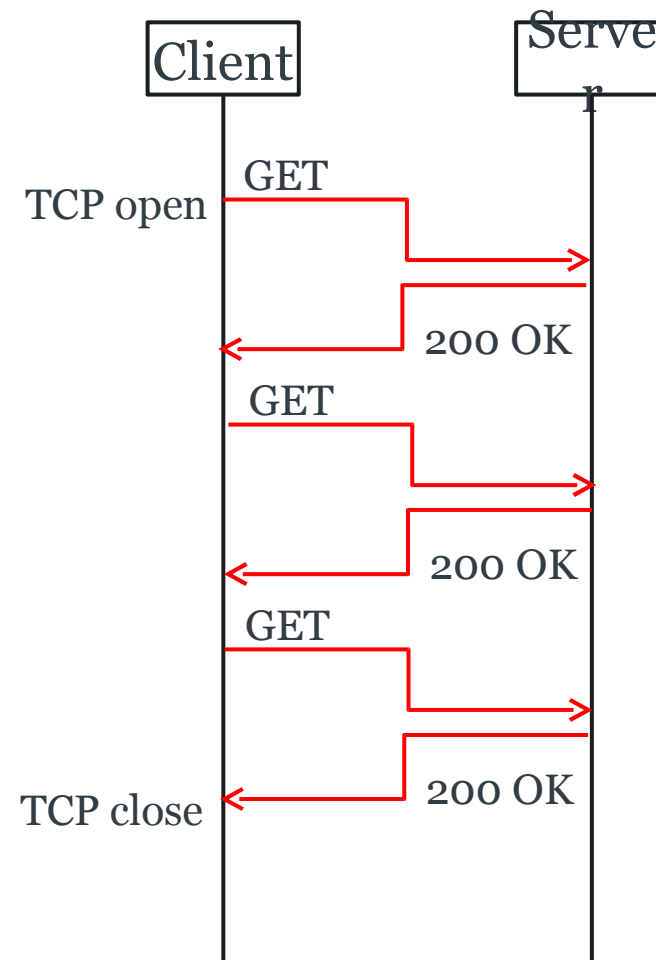 Client
Serve
r
GET
TCP open
200 OK
GET
200 OK
GET
200 OK
TCP close